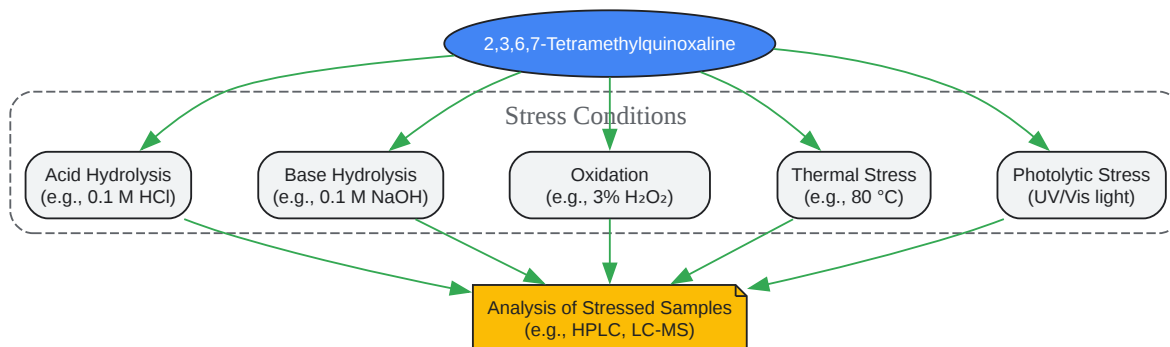 2,3,6,7-Tetramethylquinoxaline
Stress Conditions
Acid Hydrolysis
(e.g., 0.1 M HCl)
Base Hydrolysis
(e.g., 0.1 M NaOH)
Oxidation
(e.g., 3% H₂O₂)
Thermal Stress
(e.g., 80 °C)
Photolytic Stress
(UV/Vis light)
Analysis of Stressed Samples
(e.g., HPLC, LC-MS)